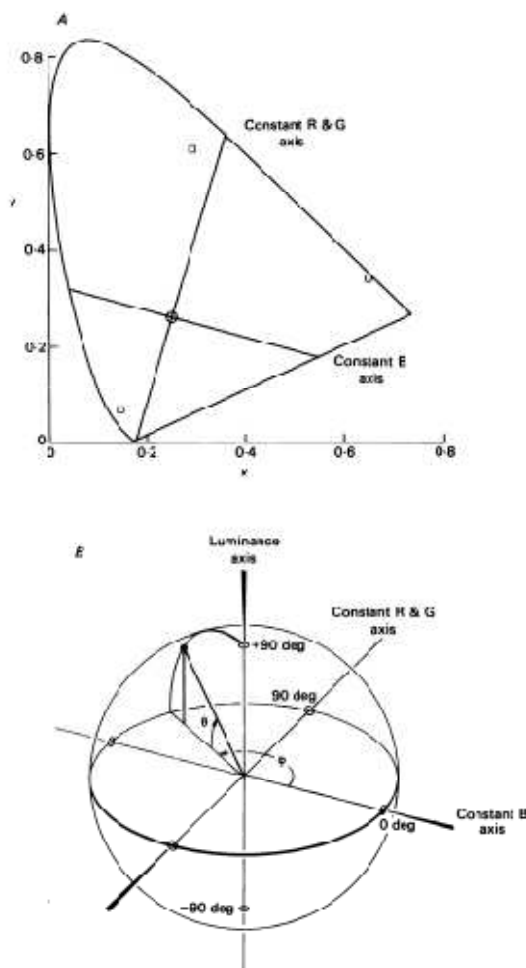 A
0·8
0·6
0·4
0·2
0
y
0
0·2
0·4
0·6
0·8
x
Constant R & G
axis
Constant B
axis
B
Luminance
axis
Constant R & G
axis
+90 deg
90 deg
θ
φ
0 deg
Constant B
axis
−90 deg